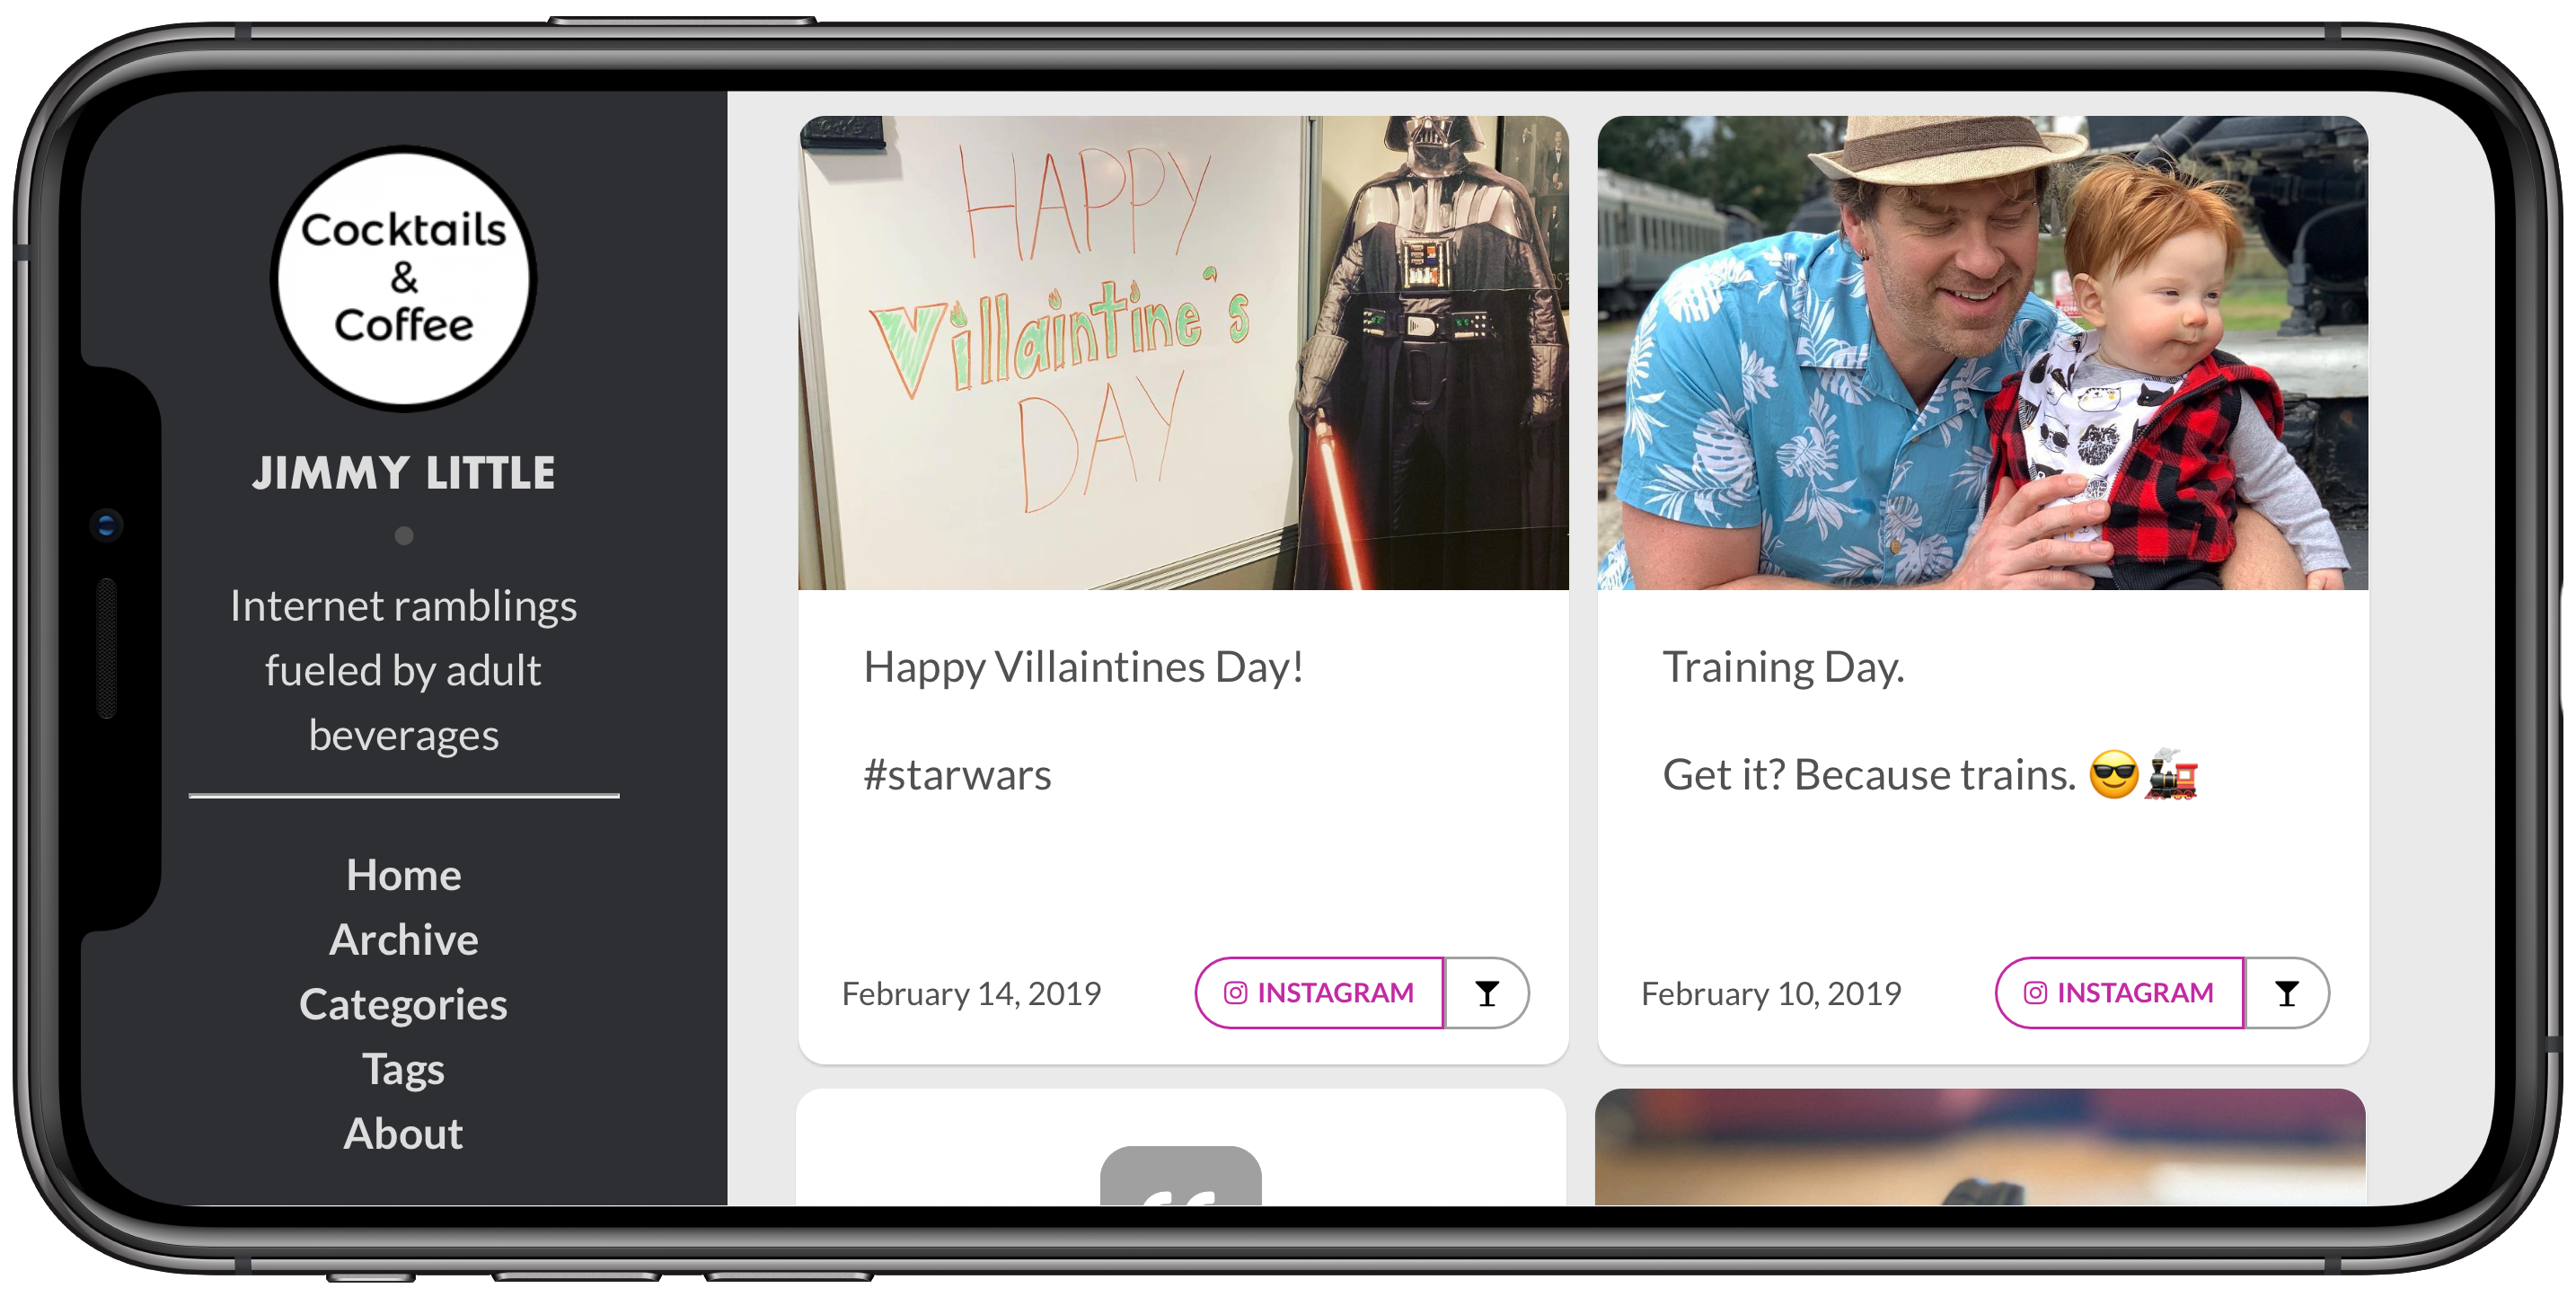 Cocktails
&
Coffee
JIMMY LITTLE
Internet ramblings
fueled by adult
beverages
Home
Archive
Categories
Tags
About
HAPPY
Villaintine's
DAY
Happy Villaintines Day!
#starwars
February 14, 2019
INSTAGRAM
Training Day.
Get it? Because trains. 😎🚂
February 10, 2019
INSTAGRAM